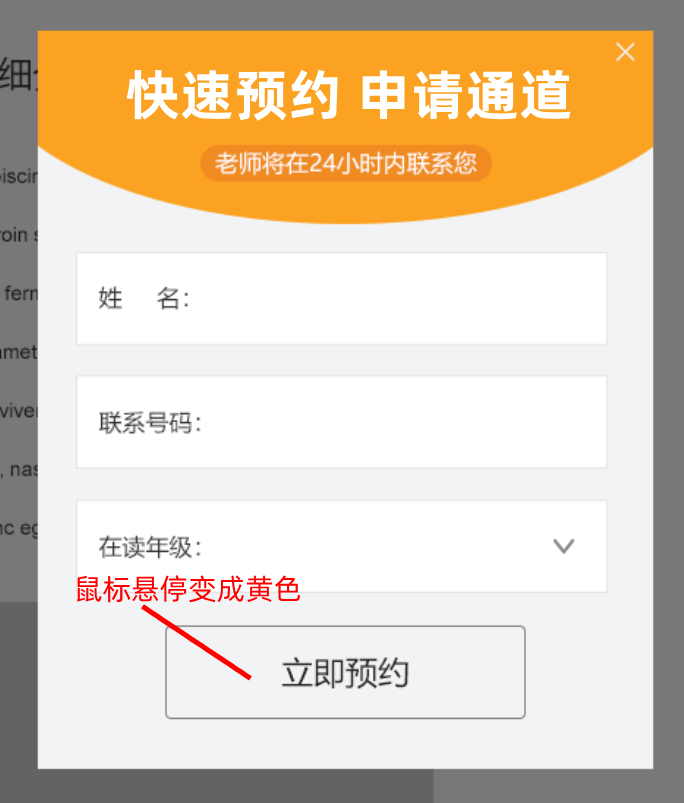 细
快速预约 申请通道
老师将在24小时内联系您
iscin
roin s
ferm
amet
viver
姓 名：
联系号码：
, nas
nc eg
在读年级：
鼠标悬停变成黄色
立即预约